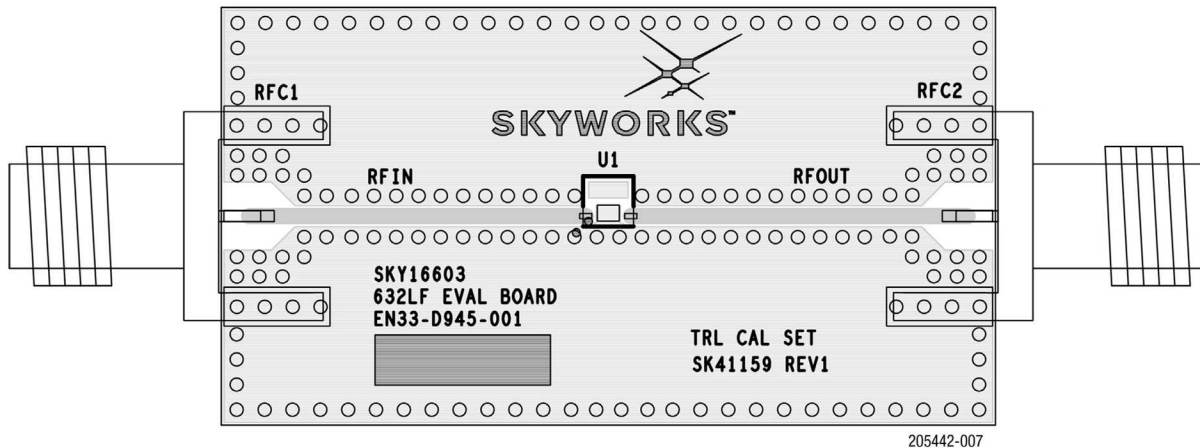 RFC1
RFC2
SKYWORKS™
U1
RFIN
RFOUT
SKY16603
632LF EVAL BOARD
EN33-D945-001
TRL CAL SET
SK41159 REV1
205442-007